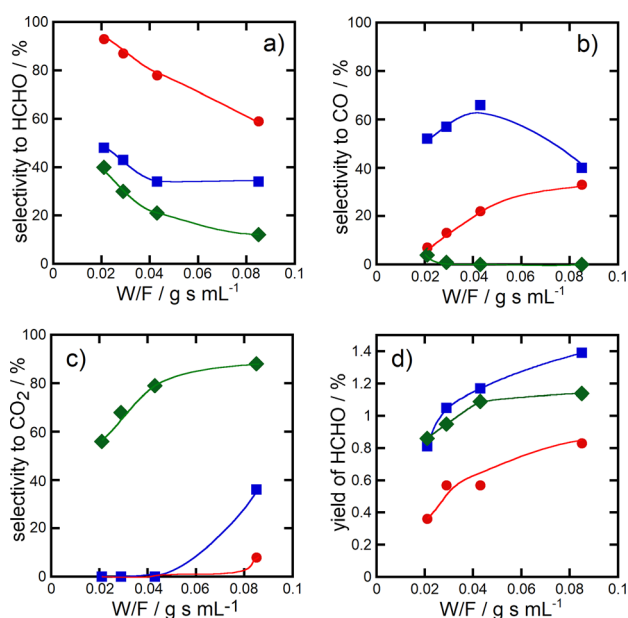 a)
selectivity to HCHO / %
100
80
60
40
20
0
0 0.02 0.04 0.06 0.08 0.1
W/F / g s mL⁻¹
b)
selectivity to CO / %
100
80
60
40
20
0
0 0.02 0.04 0.06 0.08 0.1
W/F / g s mL⁻¹
c)
selectivity to CO₂ / %
100
80
60
40
20
0
0 0.02 0.04 0.06 0.08 0.1
W/F / g s mL⁻¹
d)
yield of HCHO / %
1.4
1.2
1
0.8
0.6
0.4
0.2
0
0 0.02 0.04 0.06 0.08 0.1
W/F / g s mL⁻¹